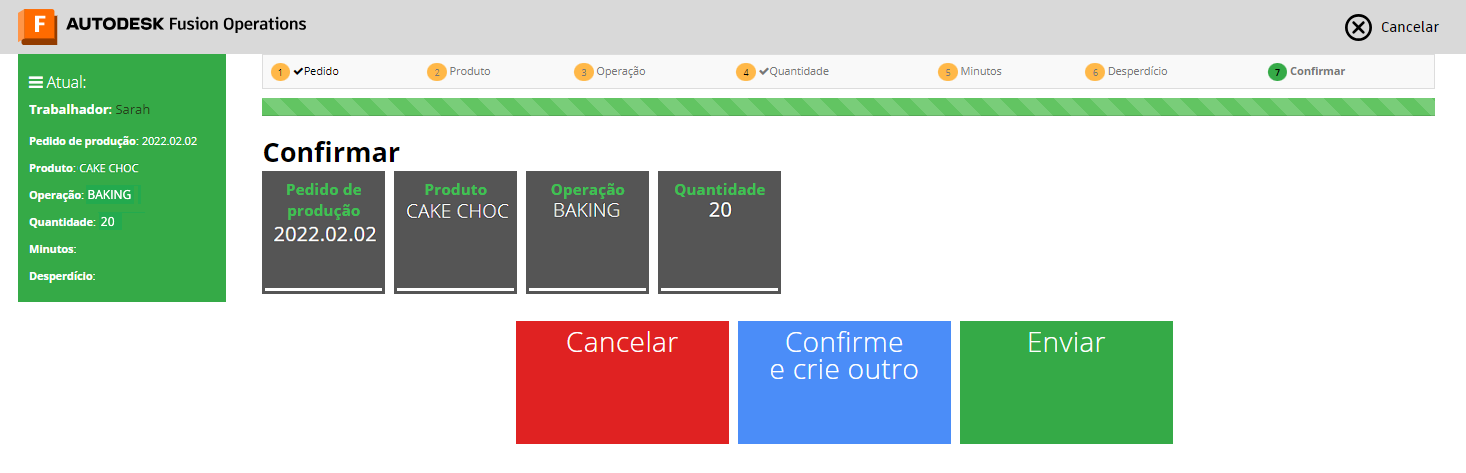 F AUTODESK Fusion Operations
Cancelar
Atual:
Trabalhador: Sarah
Pedido de produção: 2022.02.02
Produto: CAKE CHOC
Operação: BAKING
Quantidade: 20
Minutos:
Desperdício:
1 Pedido
2 Produto
3 Operação
4 Quantidade
5 Minutos
6 Desperdício
7 Confirmar
Confirmar
Pedido de
produção
2022.02.02
Produto
CAKE CHOC
Operação
BAKING
Quantidade
20
Cancelar
Confirme
e crie outro
Enviar